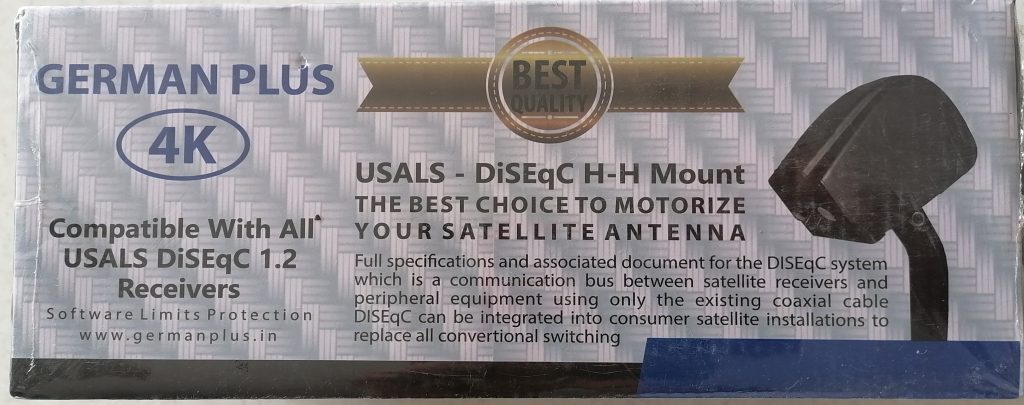 GERMAN PLUS
4K
Compatible With All
USALS DiSEqC 1.2
Receivers
Software Limits Protection
www.germanplus.in
BEST
QUALITY
USALS - DiSEqC H-H Mount
THE BEST CHOICE TO MOTORIZE
YOUR SATELLITE ANTENNA
Full specifications and associated document for the DISEqC system
which is a communication bus between satellite receivers and
peripheral equipment using only the existing coaxial cable
DISEqC can be integrated into consumer satellite installations to
replace all convertional switching